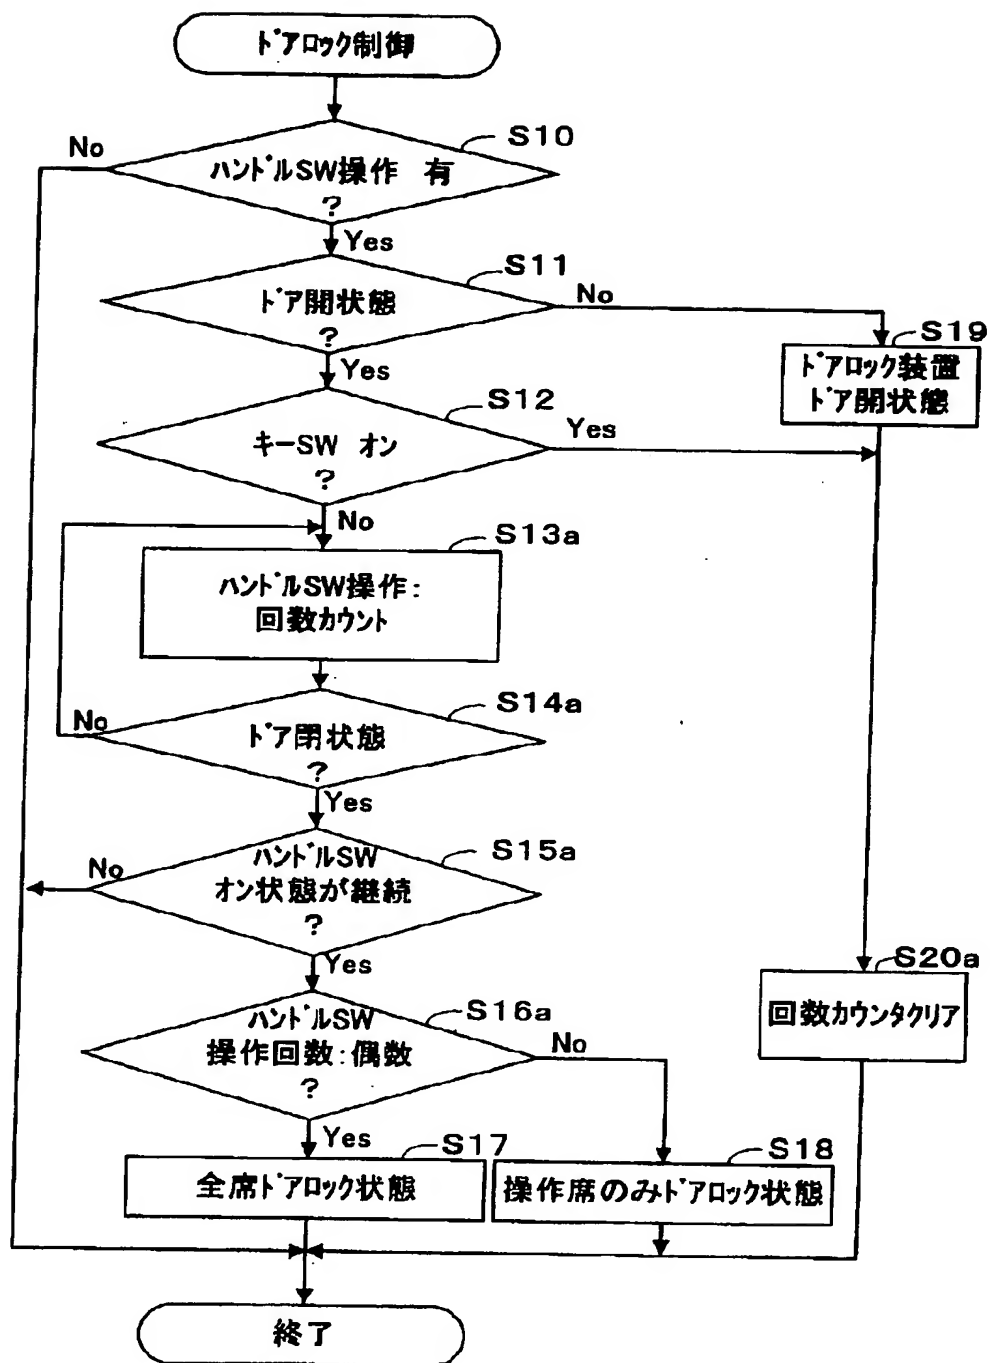 ドアロック制御
S10
No
ハンドルSW操作 有
?
Yes
S11
ドア開状態
?
No
Yes
S19
ドアロック装置
ドア開状態
S12
キーSW オン
?
Yes
No
S13a
ハンドルSW操作:
回数カウント
S14a
No
ドア閉状態
?
Yes
S15a
No
ハンドルSW
オン状態が継続
?
Yes
S20a
回数カウンタクリア
S16a
ハンドルSW
操作回数:偶数
?
No
Yes
S17
全席ドアロック状態
S18
操作席のみドアロック状態
終了